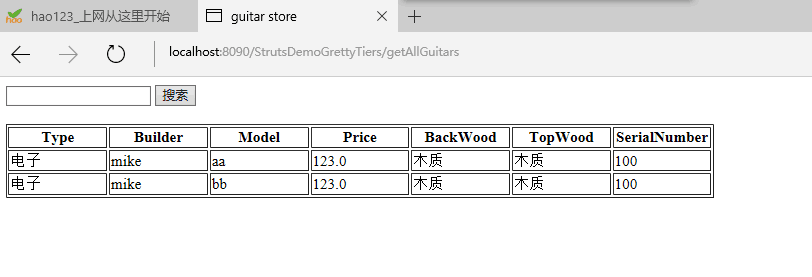 hao hao123_上网从这里开始 guitar store
localhost:8090/StrutsDemoGrettyTiers/getAllGuitars
搜索
Type Builder Model Price BackWood TopWood SerialNumber
电子 mike aa 123.0 木质 木质 100
电子 mike bb 123.0 木质 木质 100